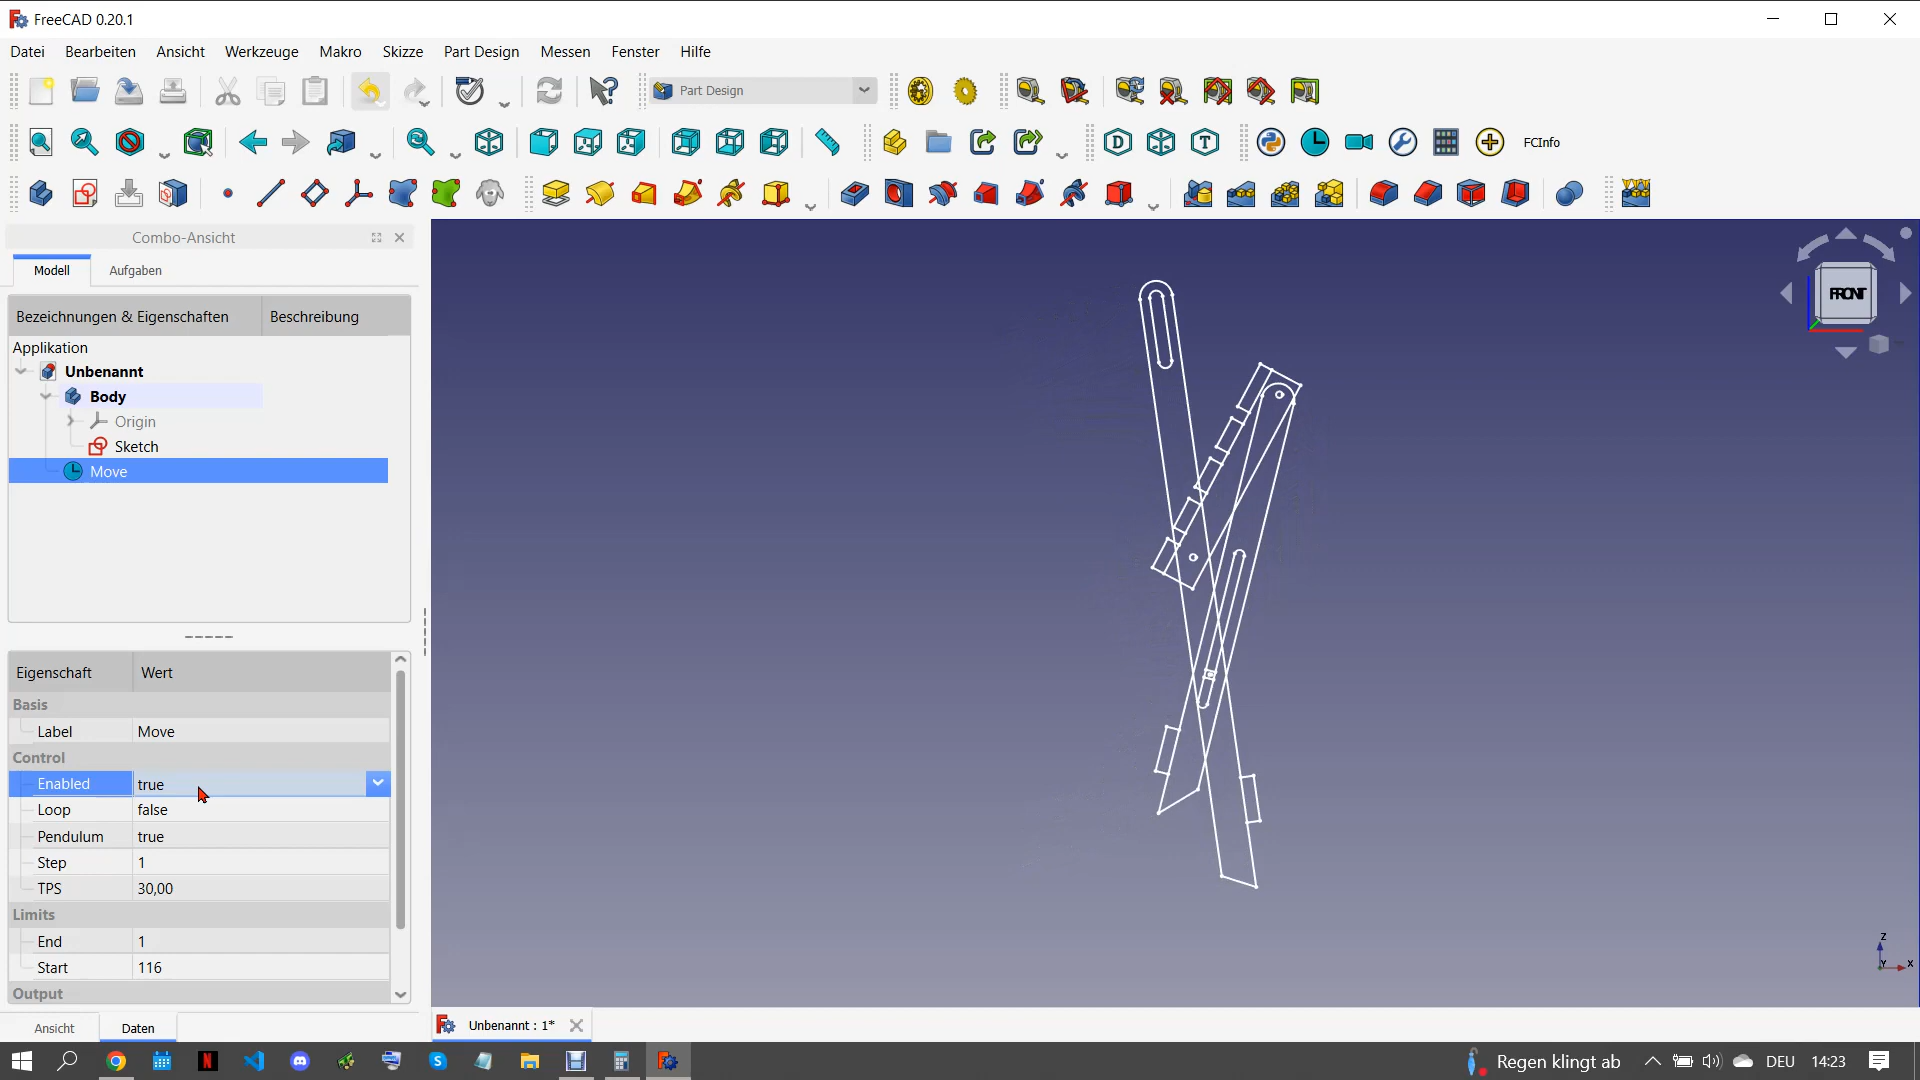 FreeCAD 0.20.1
Datei Bearbeiten Ansicht Werkzeuge Makro Skizze Part Design Messen Fenster Hilfe
Part Design
D T FCInfo
Combo-Ansicht
Modell Aufgaben
Bezeichnungen & Eigenschaften Beschreibung
Applikation
Unbenannt
Body
Origin
Sketch
Move
Eigenschaft Wert
Basis
Label Move
Control
Enabled true
Loop false
Pendulum true
Step 1
TPS 30,00
Limits
End 1
Start 116
Output
Ansicht Daten
FRONT
Z
Y X
Unbenannt : 1*
Regen klingt ab DEU 14:23